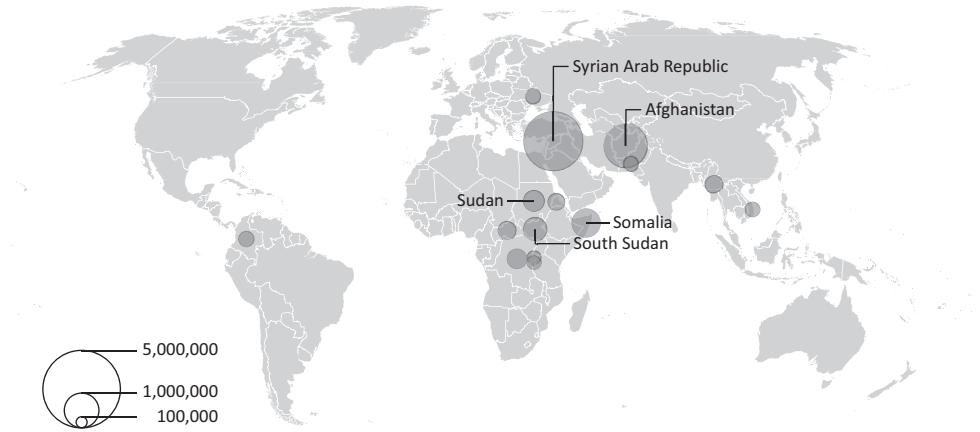 Syrian Arab Republic
Afghanistan
Sudan
Somalia
South Sudan
5,000,000
1,000,000
100,000